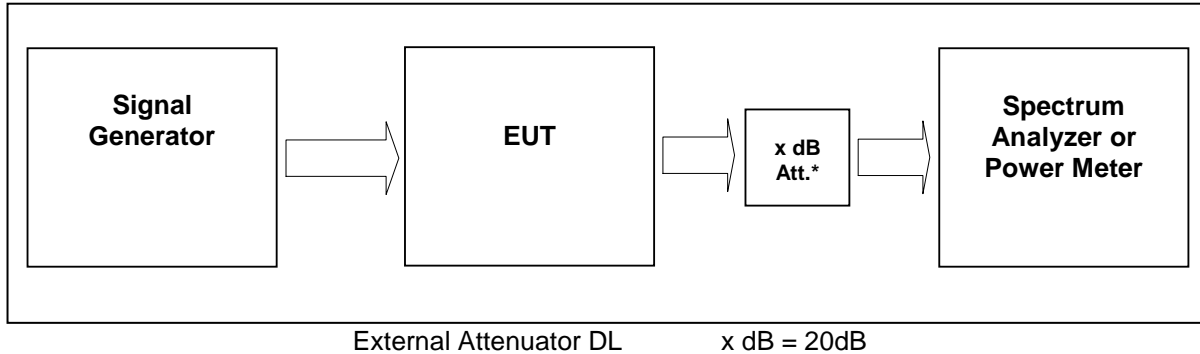 Signal
Generator
EUT
x dB
Att.*
Spectrum
Analyzer or
Power Meter
External Attenuator DL x dB = 20dB